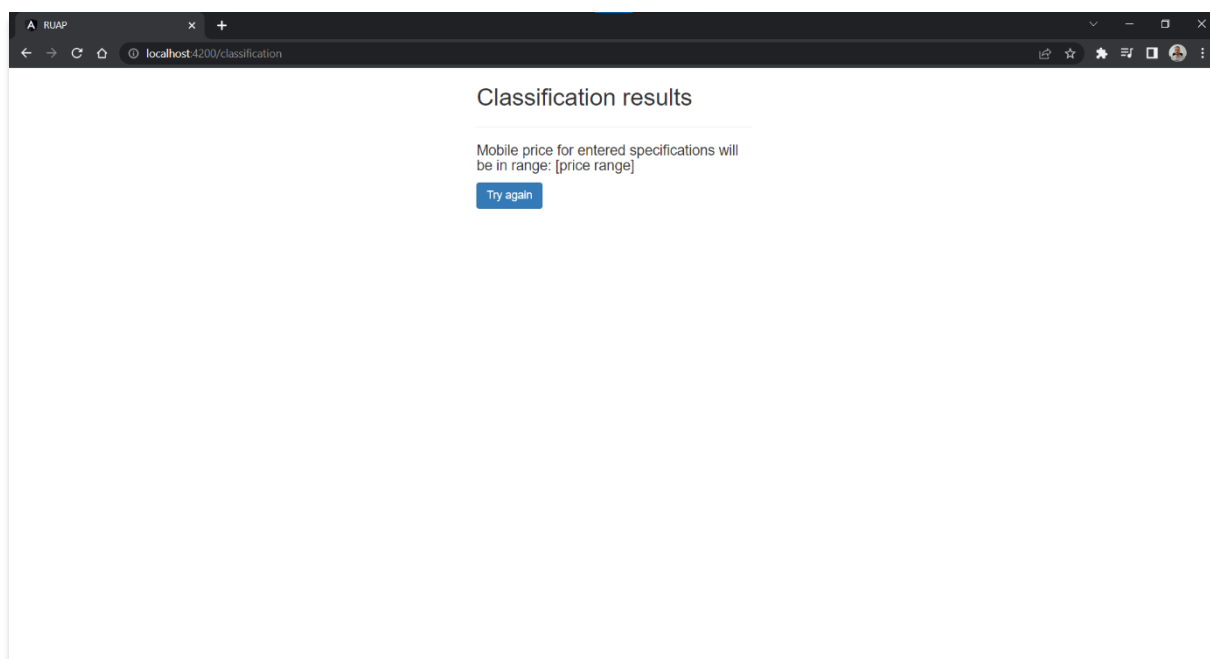 RUAP
localhost:4200/classification
Classification results
Mobile price for entered specifications will
be in range: [price range]
Try again